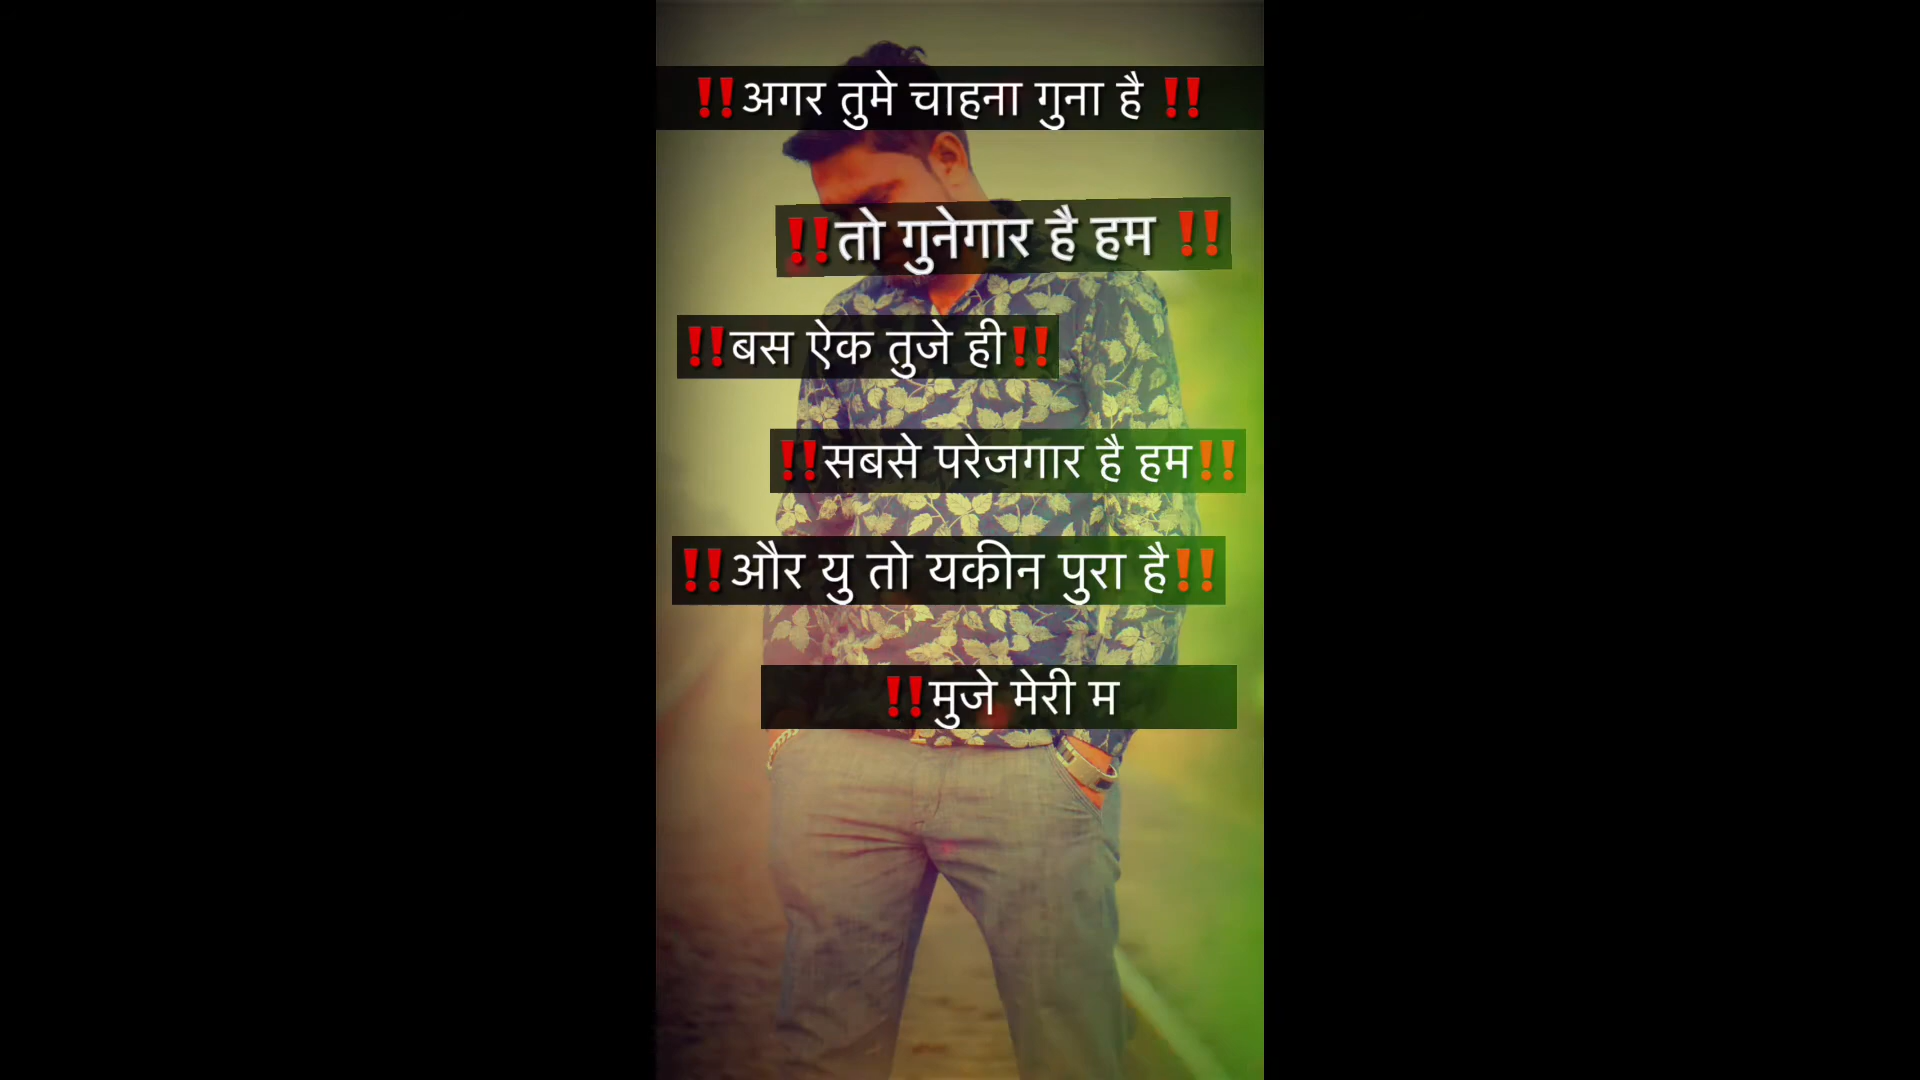 ‼️अगर तुमे चाहना गुना है ‼️
‼️तो गुनेगार है हम ‼️
‼️बस ऐक तुजे ही‼️
‼️सबसे परेजगार है हम‼️
‼️और यु तो यकीन पुरा है‼️
‼️मुजे मेरी म